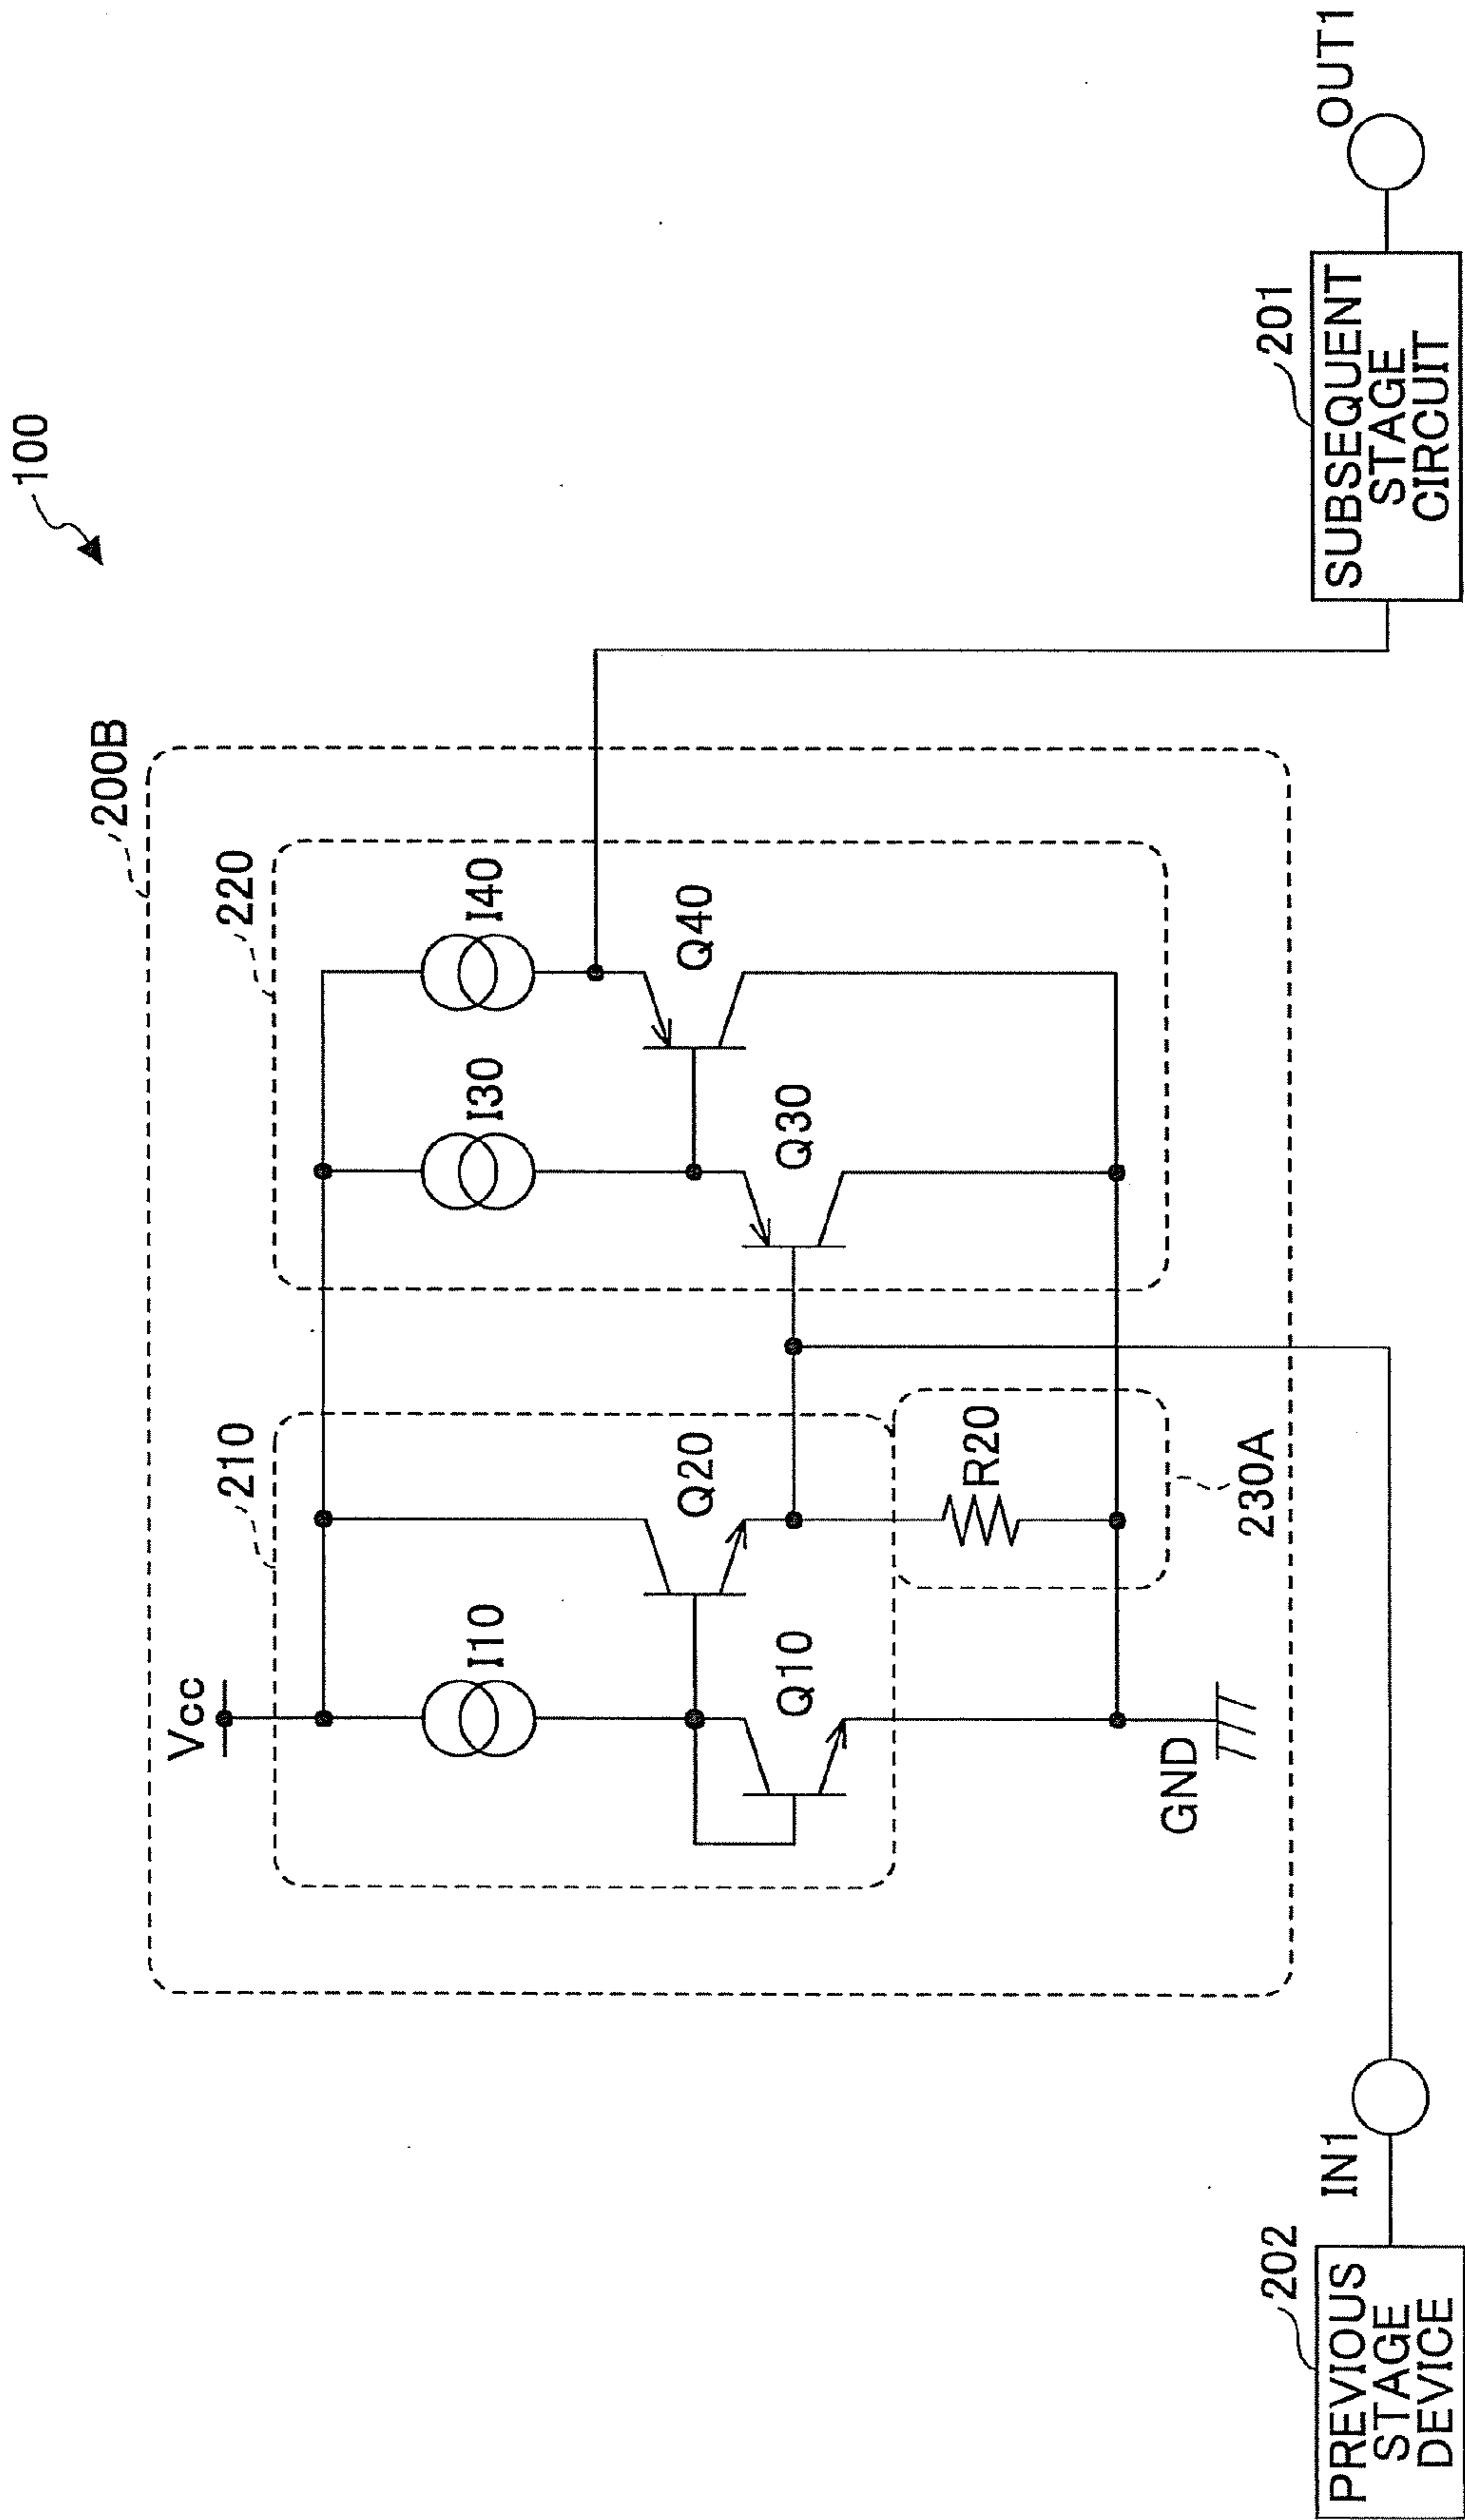 100
200B
210
220
Vcc
I10
I30
I40
Q20
Q40
Q10
Q30
R20
GND
230A
202
IN1
201
OUT1
PREVIOUS
STAGE
DEVICE
SUBSEQUENT
STAGE
CIRCUIT